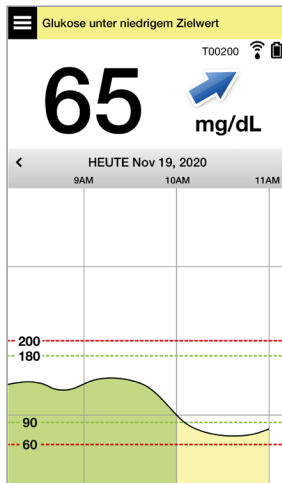 Glukose unter niedrigem Zielwert
T00200
65
mg/dL
HEUTE Nov 19, 2020
9AM 10AM 11AM
200
180
90
60